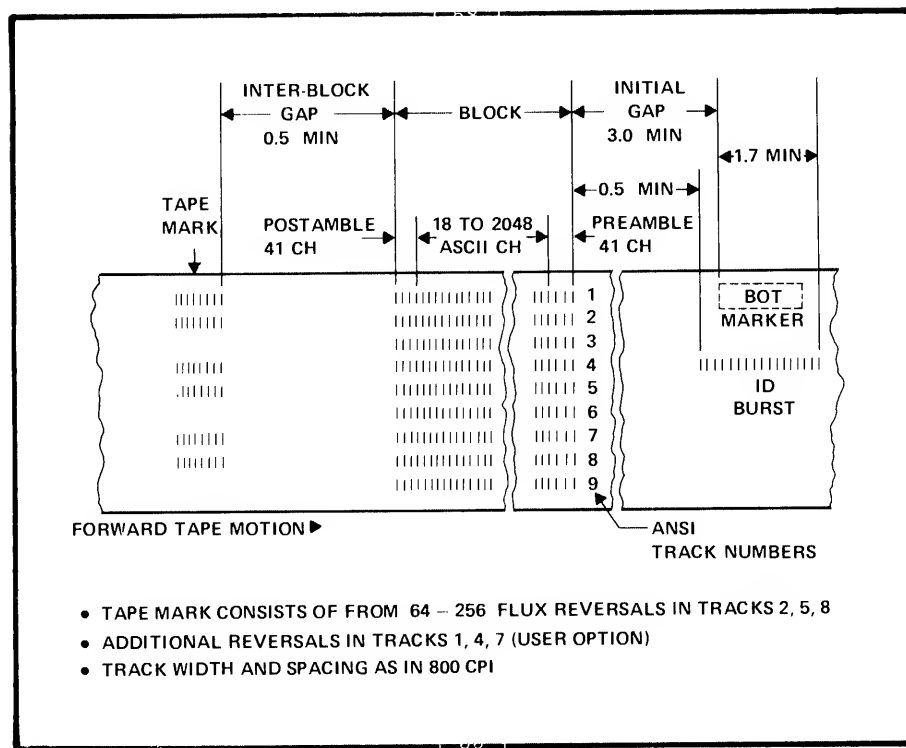 INTER-BLOCK
GAP
0.5 MIN
BLOCK
INITIAL
GAP
3.0 MIN
1.7 MIN
0.5 MIN
TAPE
MARK
POSTAMBLE
41 CH
18 TO 2048
ASCII CH
PREAMBLE
41 CH
1
2
3
4
5
6
7
8
9
BOT
MARKER
ID
BURST
FORWARD TAPE MOTION
ANSI
TRACK NUMBERS
• TAPE MARK CONSISTS OF FROM 64 – 256 FLUX REVERSALS IN TRACKS 2, 5, 8
• ADDITIONAL REVERSALS IN TRACKS 1, 4, 7 (USER OPTION)
• TRACK WIDTH AND SPACING AS IN 800 CPI